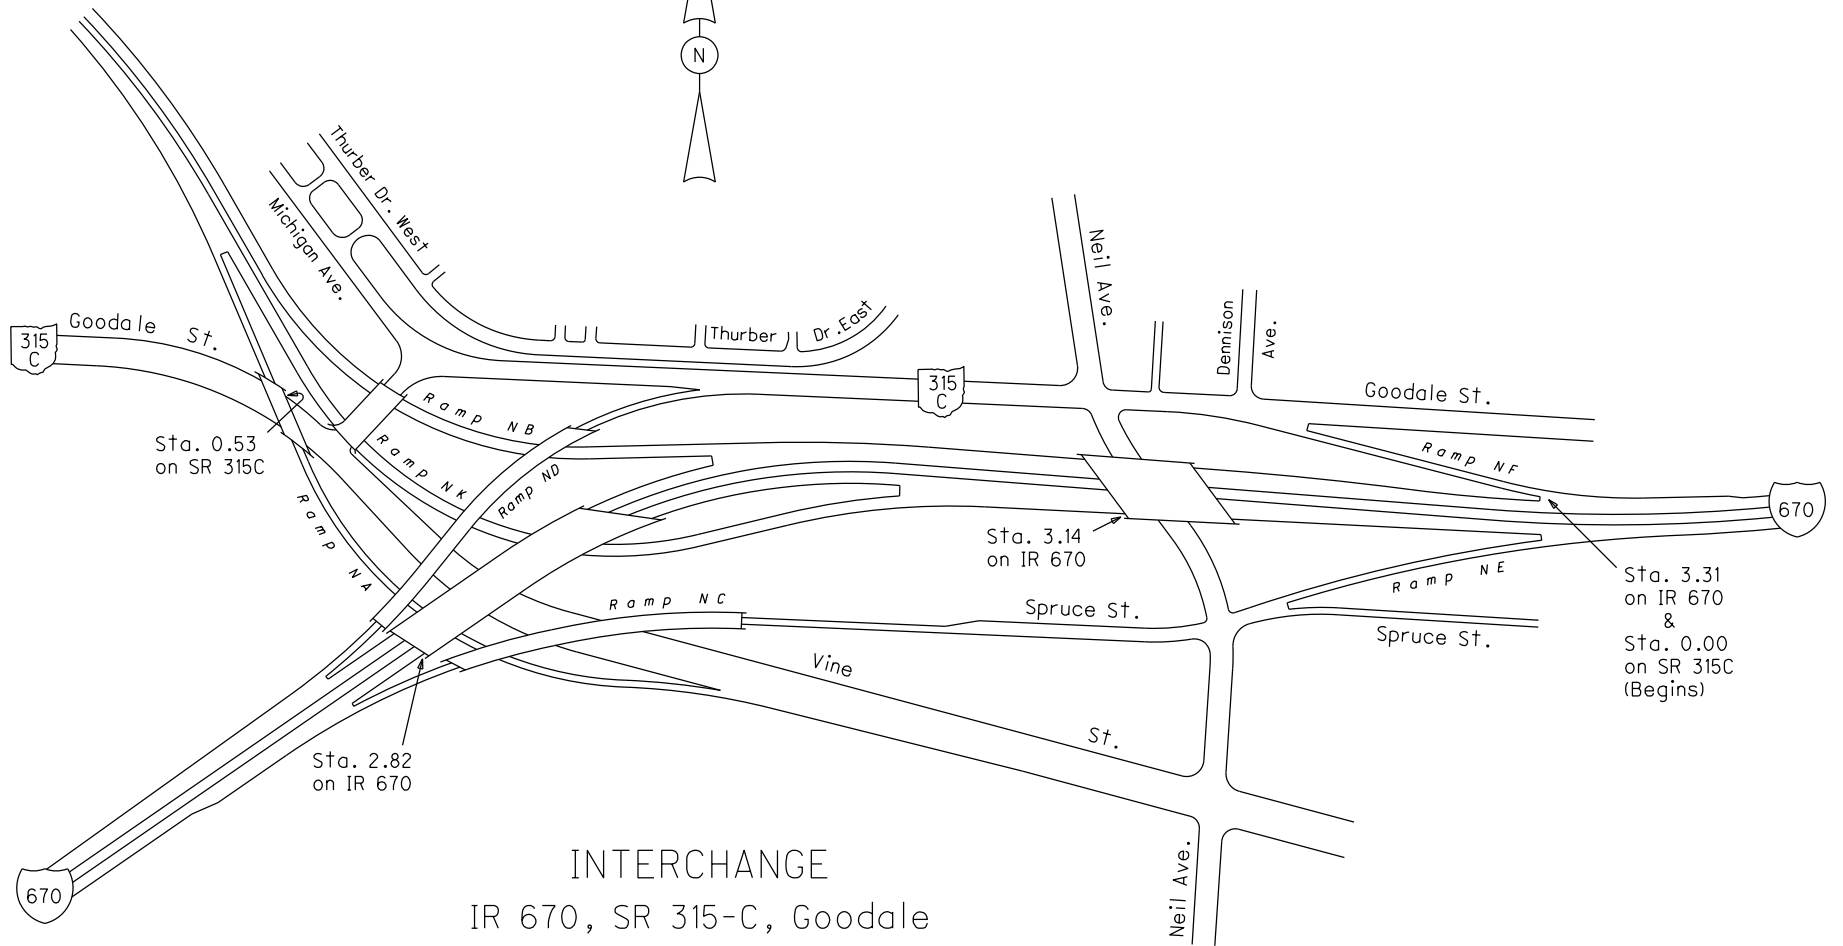 N
Thurber Dr. West
Michigan Ave.
Goodale St.
315
C
Thurber Dr. East
Neil Ave.
Dennison Ave.
315
C
Goodale St.
Ramp NB
Ramp NK
Ramp ND
Ramp NF
Sta. 0.53
on SR 315C
Ramp NA
670
Sta. 3.14
on IR 670
Ramp NE
Sta. 3.31
on IR 670
&
Sta. 0.00
on SR 315C
(Begins)
Ramp NC
Spruce St.
Spruce St.
Vine St.
Sta. 2.82
on IR 670
670
Neil Ave.
INTERCHANGE
IR 670, SR 315-C, Goodale